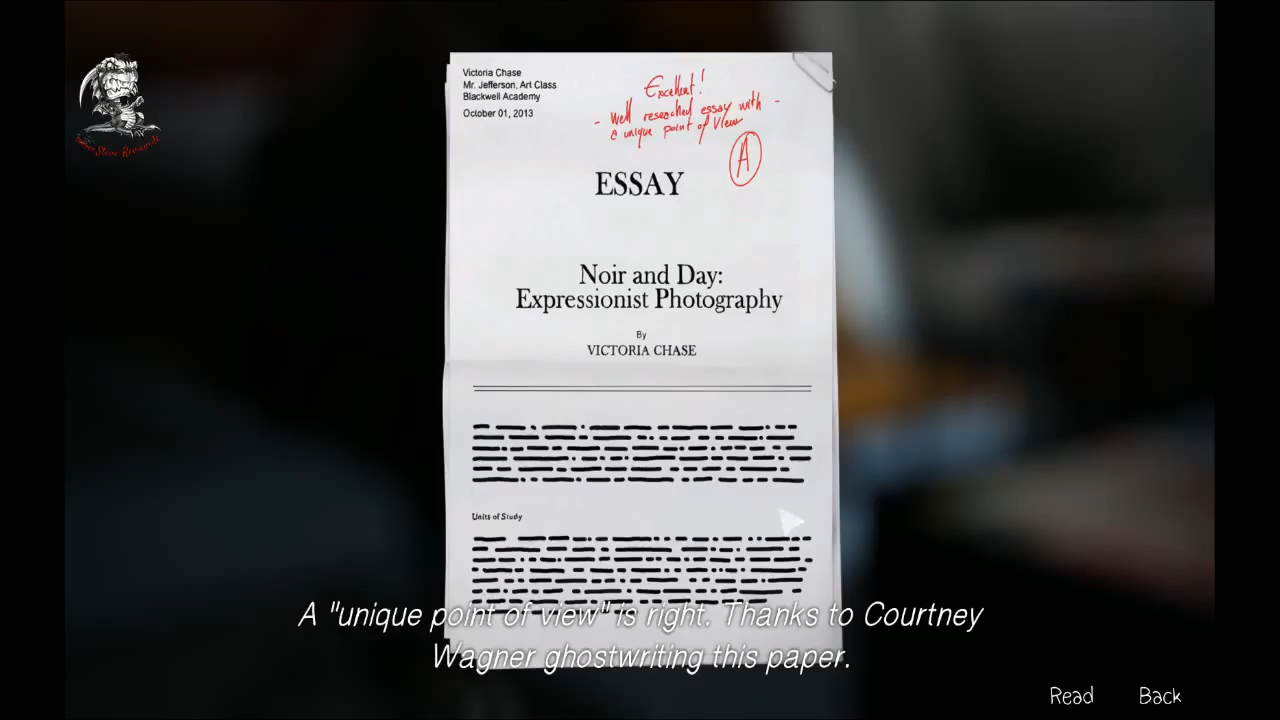 Victoria Chase
Mr. Jefferson, Art Class
Blackwell Academy
October 01, 2013
Excellent!
- Well reseached essay with -
a unique point of View
A
ESSAY
Noir and Day:
Expressionist Photography
By
VICTORIA CHASE
Units of Study
A "unique point of view" is right. Thanks to Courtney
Wagner ghostwriting this paper.
Read Back